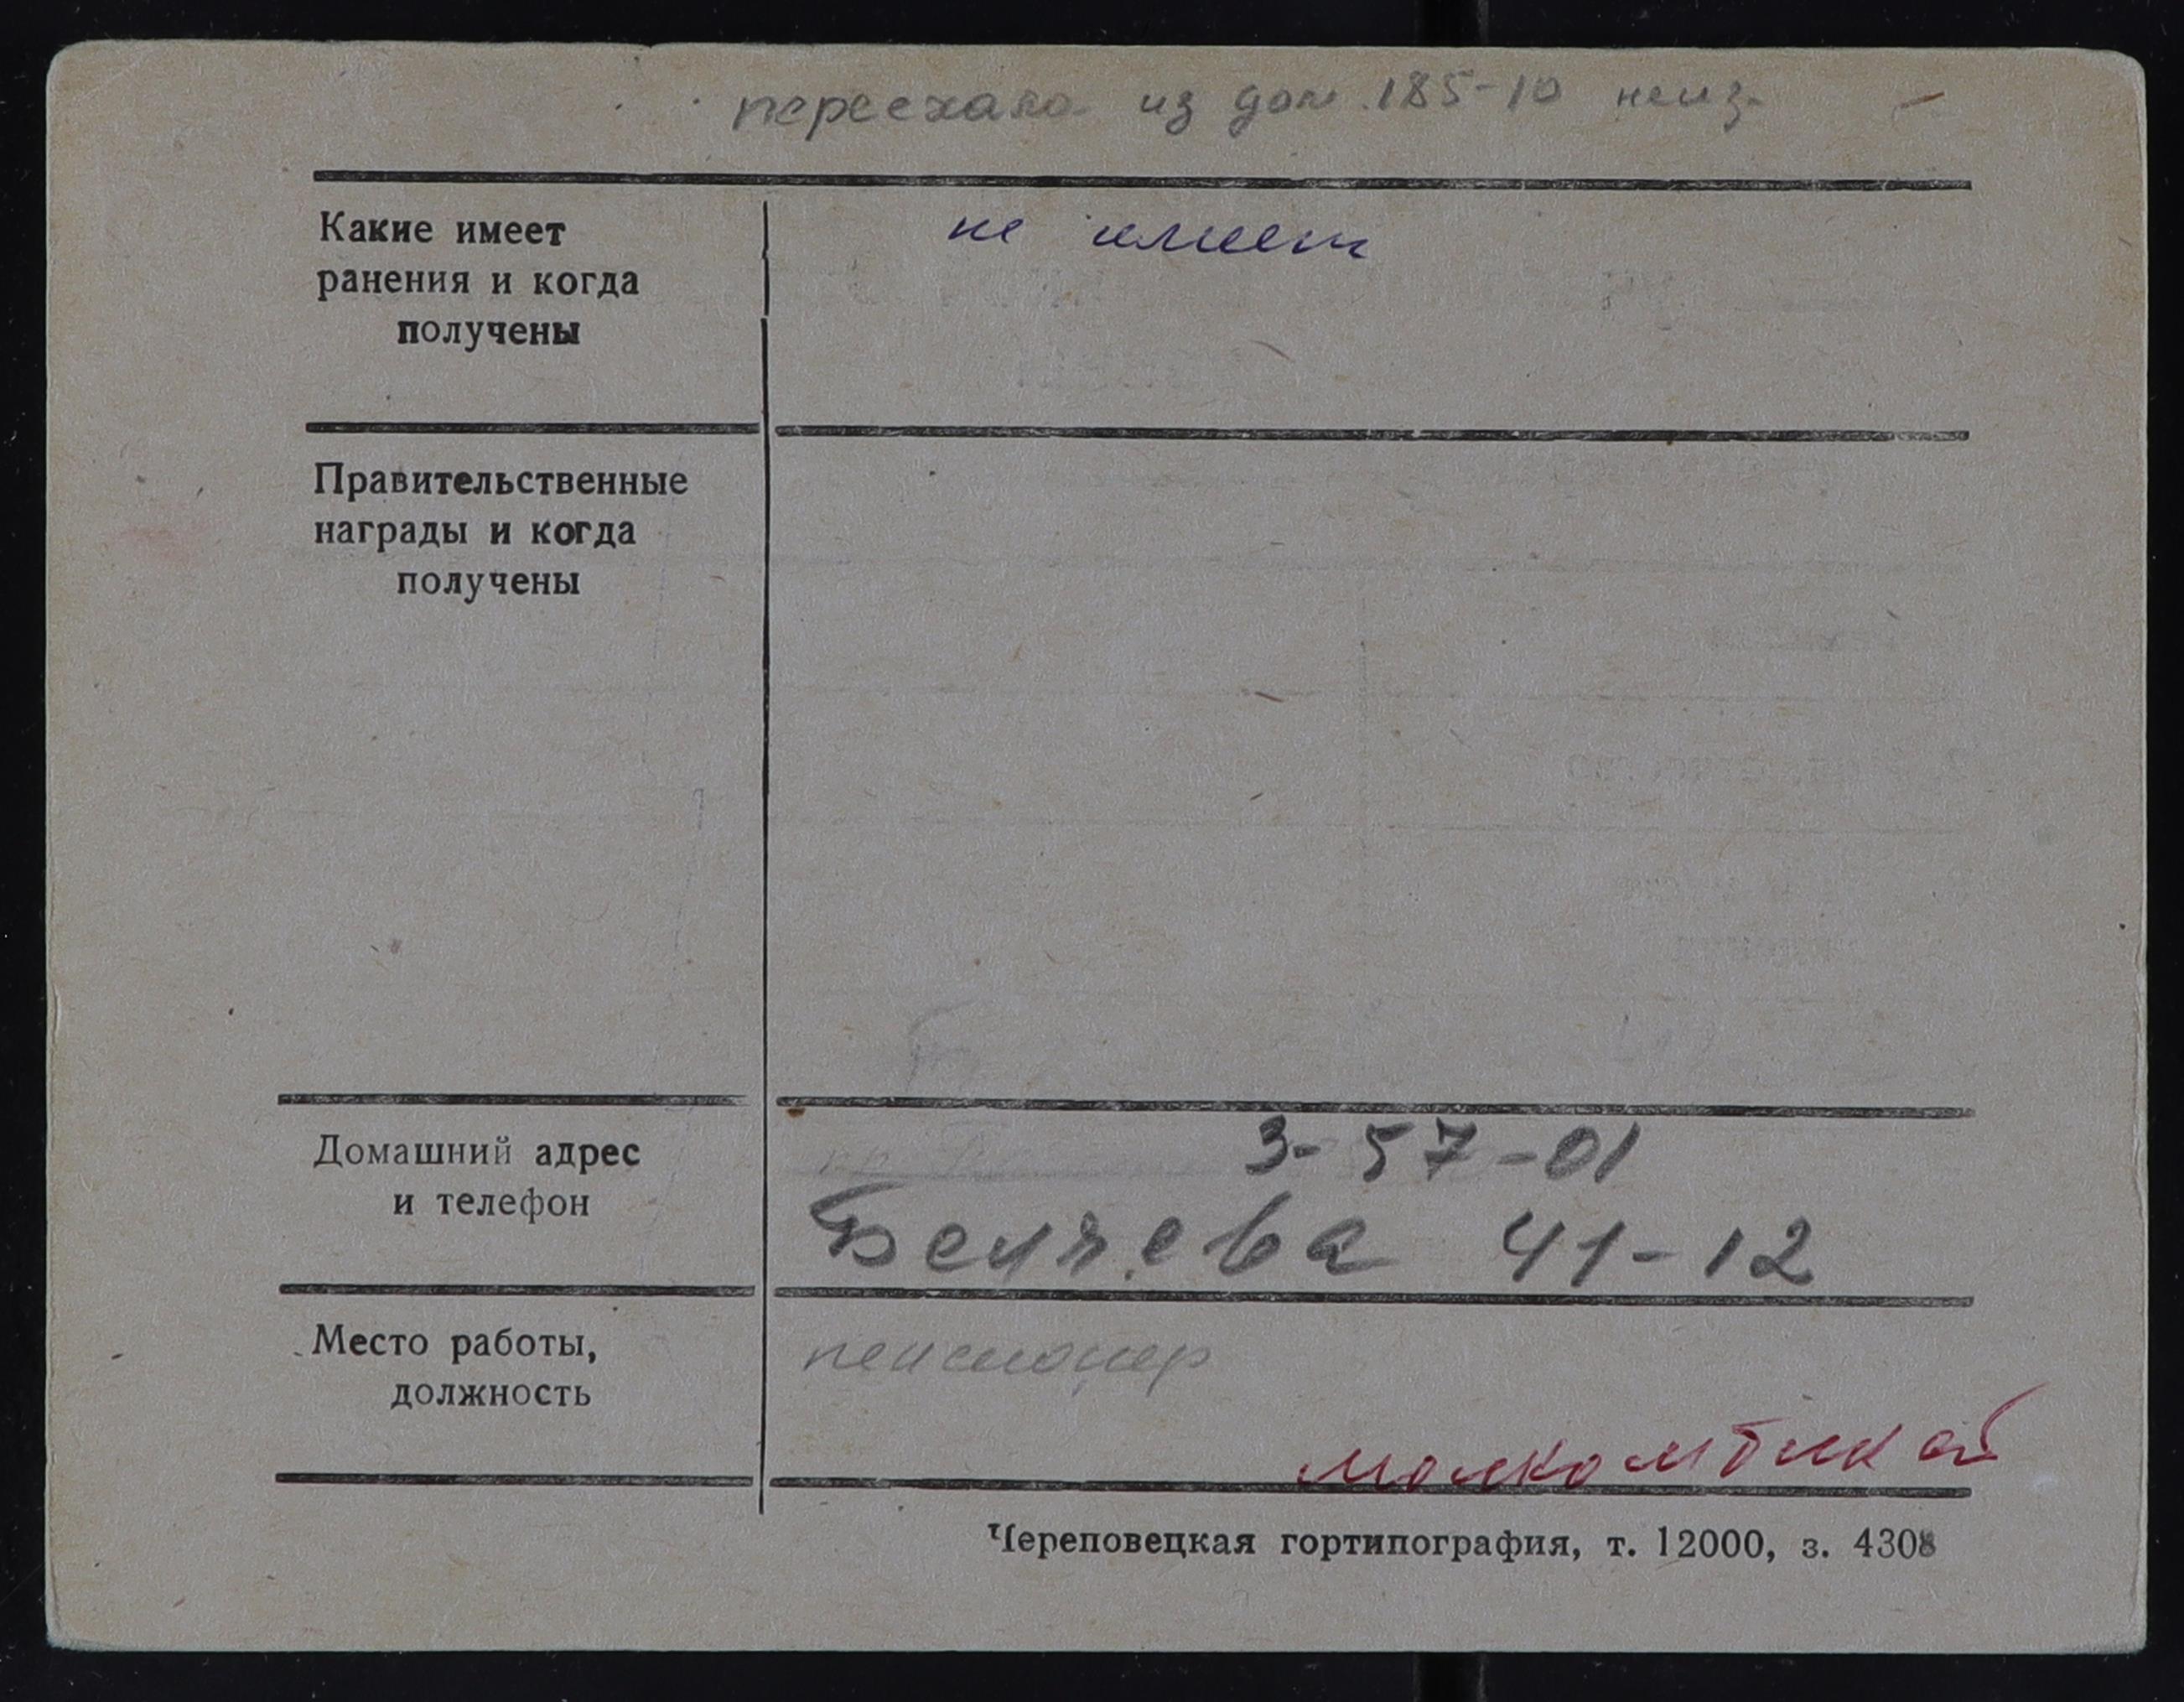 переехала из дом. 185-10 неиз-
Какие имеет
ранения и когда
получены
не имеет
Правительственные
награды и когда
получены
Домашний адрес
и телефон
3-57-01
Беляева 41-12
Место работы,
должность
пенсионер
молкомбинат
Череповецкая гортипография, т. 12000, з. 4308